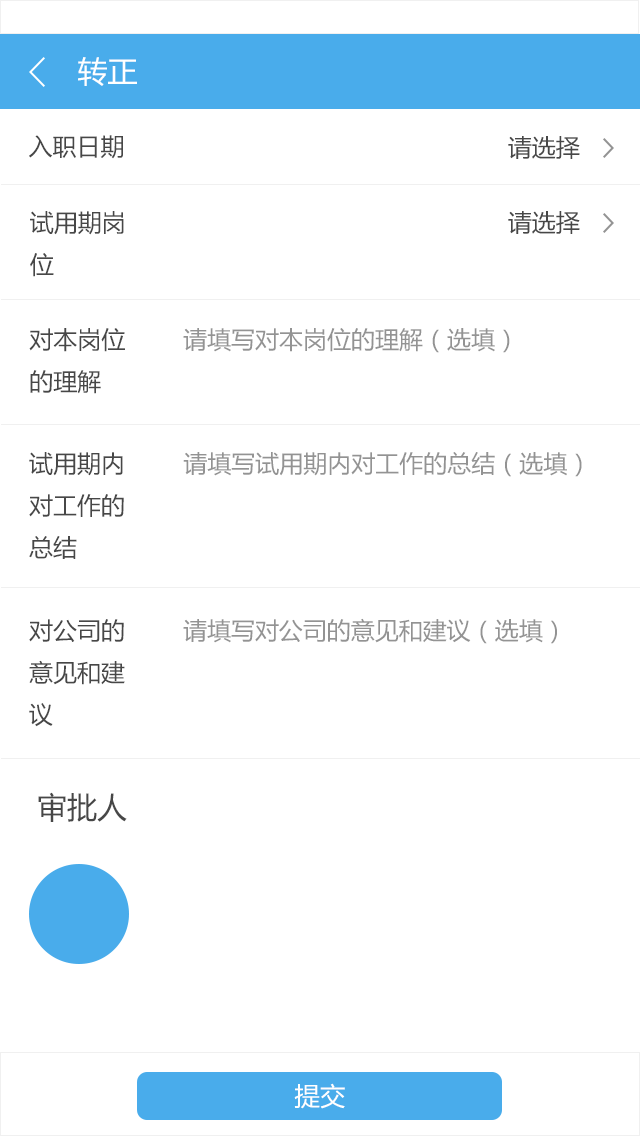 转正
入职日期 请选择
试用期岗 请选择
位
对本岗位 请填写对本岗位的理解（选填）
的理解
试用期内 请填写试用期内对工作的总结（选填）
对工作的
总结
对公司的 请填写对公司的意见和建议（选填）
意见和建
议
审批人
提交